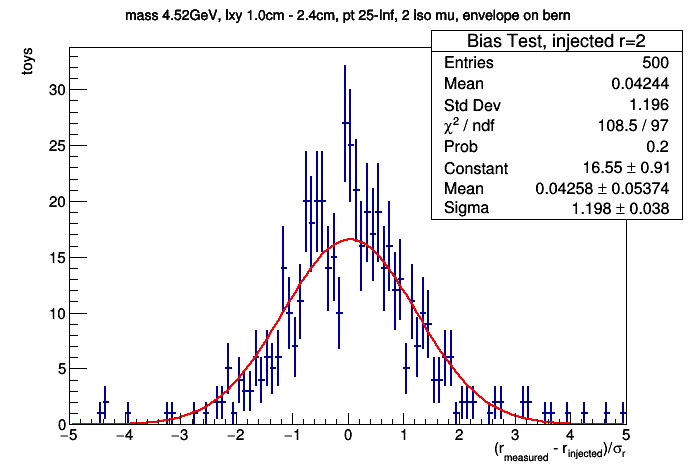 mass 4.52GeV, lxy 1.0cm - 2.4cm, pt 25-Inf, 2 Iso mu, envelope on bern
Bias Test, injected r=2
Entries 500
Mean 0.04244
Std Dev 1.196
χ² / ndf 108.5 / 97
Prob 0.2
Constant 16.55 ± 0.91
Mean 0.04258 ± 0.05374
Sigma 1.198 ± 0.038
toys
30
25
20
15
10
5
0
−5 −4 −3 −2 −1 0 1 2 3 4 5
(r_measured - r_injected)/σ_r